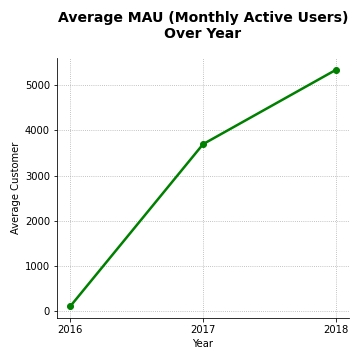 Average MAU (Monthly Active Users)
Over Year
5000
4000
3000
2000
1000
0
Average Customer
2016
2017
2018
Year